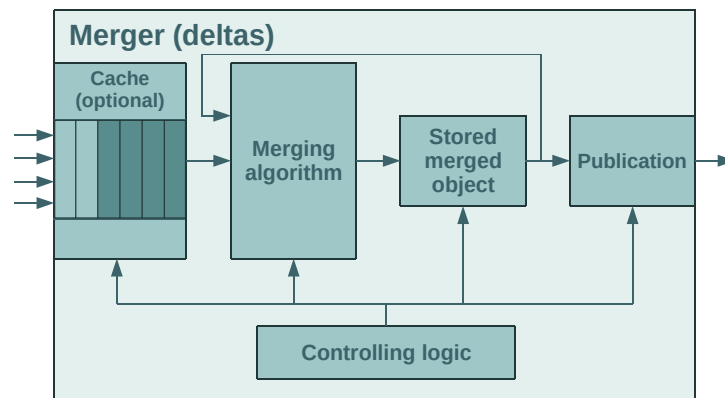 Merger (deltas)
Cache
(optional)
Merging
algorithm
Stored
merged
object
Publication
Controlling logic